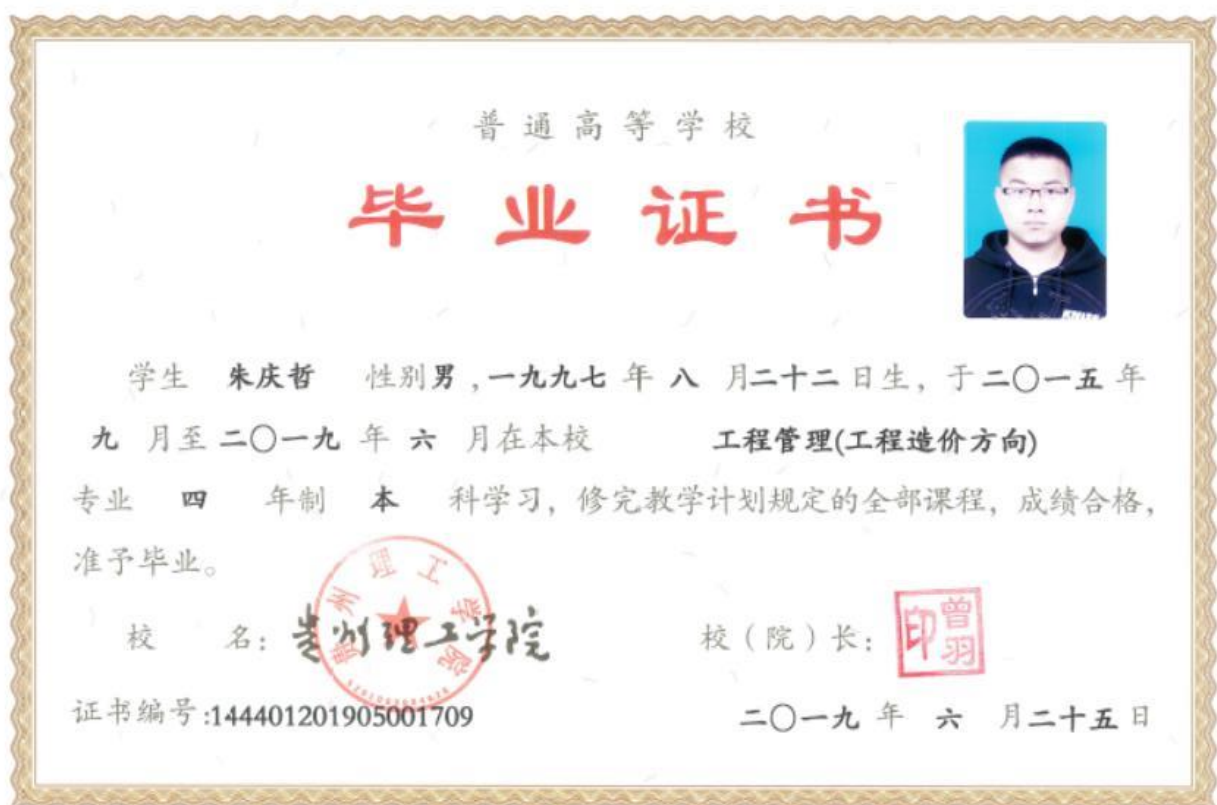 普通高等学校
毕业证书
学生 朱庆哲 性别男,一九九七 年 八 月二十二日生, 于二〇一五 年
九 月至 二〇一九 年 六 月在本校 工程管理(工程造价方向)
专业 四 年制 本 科学习, 修完教学计划规定的全部课程, 成绩合格,
准予毕业。
贵州理工学院
校 名: 贵州理工学院 校(院)长: 曾羽印
证书编号:144401201905001709 二〇一九 年 六 月二十五日